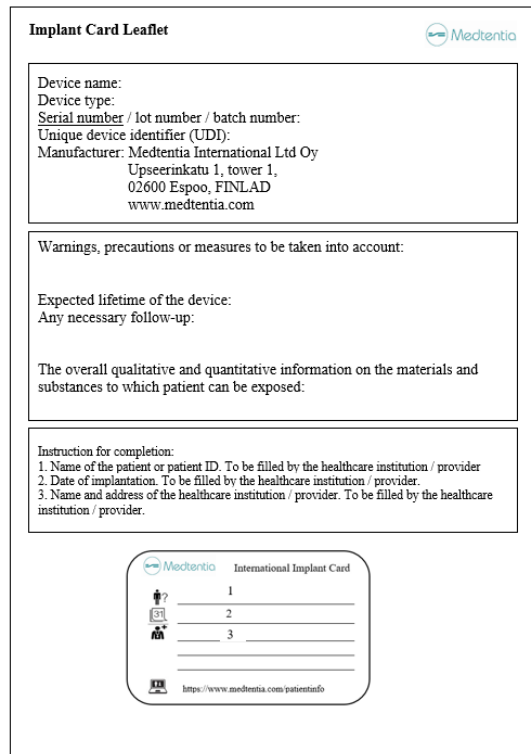 Implant Card Leaflet
Medtentia
Device name:
Device type:
Serial number / lot number / batch number:
Unique device identifier (UDI):
Manufacturer: Medtentia International Ltd Oy
Upseerinkatu 1, tower 1,
02600 Espoo, FINLAD
www.medtentia.com
Warnings, precautions or measures to be taken into account:
Expected lifetime of the device:
Any necessary follow-up:
The overall qualitative and quantitative information on the materials and
substances to which patient can be exposed:
Instruction for completion:
1. Name of the patient or patient ID. To be filled by the healthcare institution / provider
2. Date of implantation. To be filled by the healthcare institution / provider.
3. Name and address of the healthcare institution / provider. To be filled by the healthcare
institution / provider.
Medtentia International Implant Card
? 1
31 2
3
https://www.medtentia.com/patientinfo